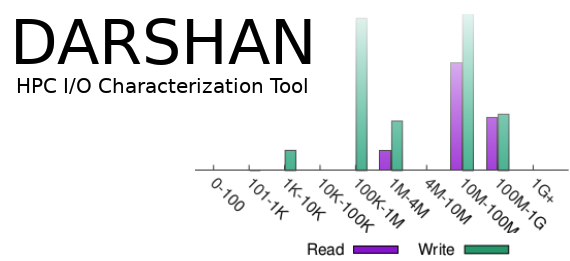 DARSHAN
HPC I/O Characterization Tool
0-100
101-1K
1K-10K
10K-100K
100K-1M
1M-4M
4M-10M
10M-100M
100M-1G
1G+
Read
Write